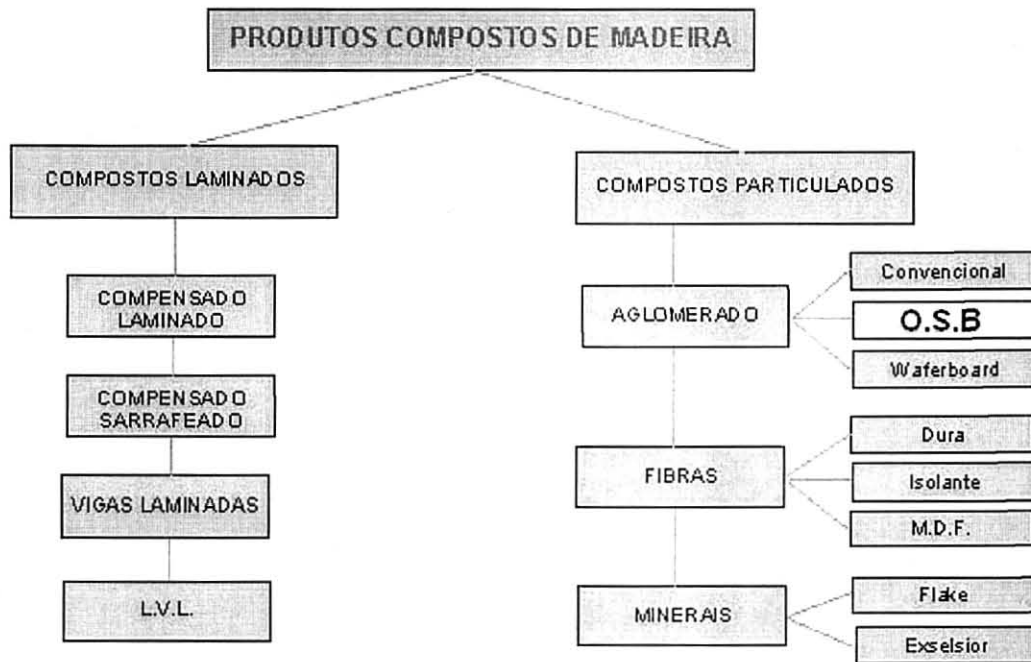 PRODUTOS COMPOSTOS DE MADEIRA
COMPOSTOS LAMINADOS
COMPENSADO
LAMINADO
COMPENSADO
SARRAFEADO
VIGAS LAMINADAS
L.V.L.
COMPOSTOS PARTICULADOS
AGLOMERADO
Convencional
O.S.B
Waferboard
FIBRAS
Dura
Isolante
M.D.F.
MINERAIS
Flake
Exselsior